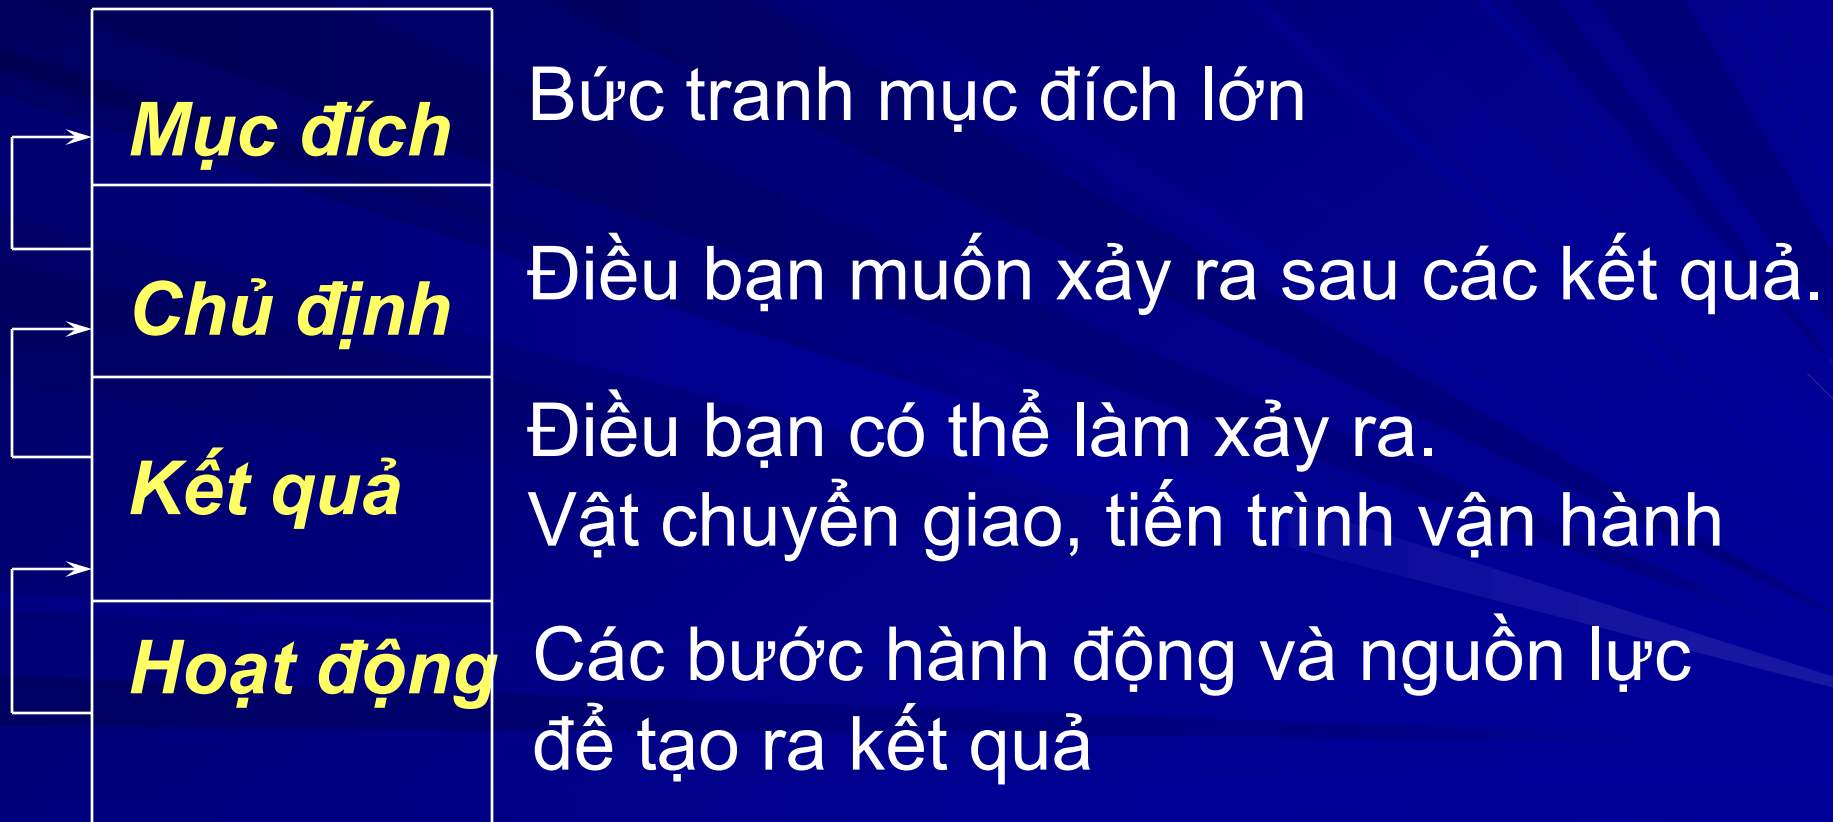 Mục đích
Bức tranh mục đích lớn
Chủ định
Điều bạn muốn xảy ra sau các kết quả.
Kết quả
Điều bạn có thể làm xảy ra.
Vật chuyển giao, tiến trình vận hành
Hoạt động
Các bước hành động và nguồn lực
để tạo ra kết quả